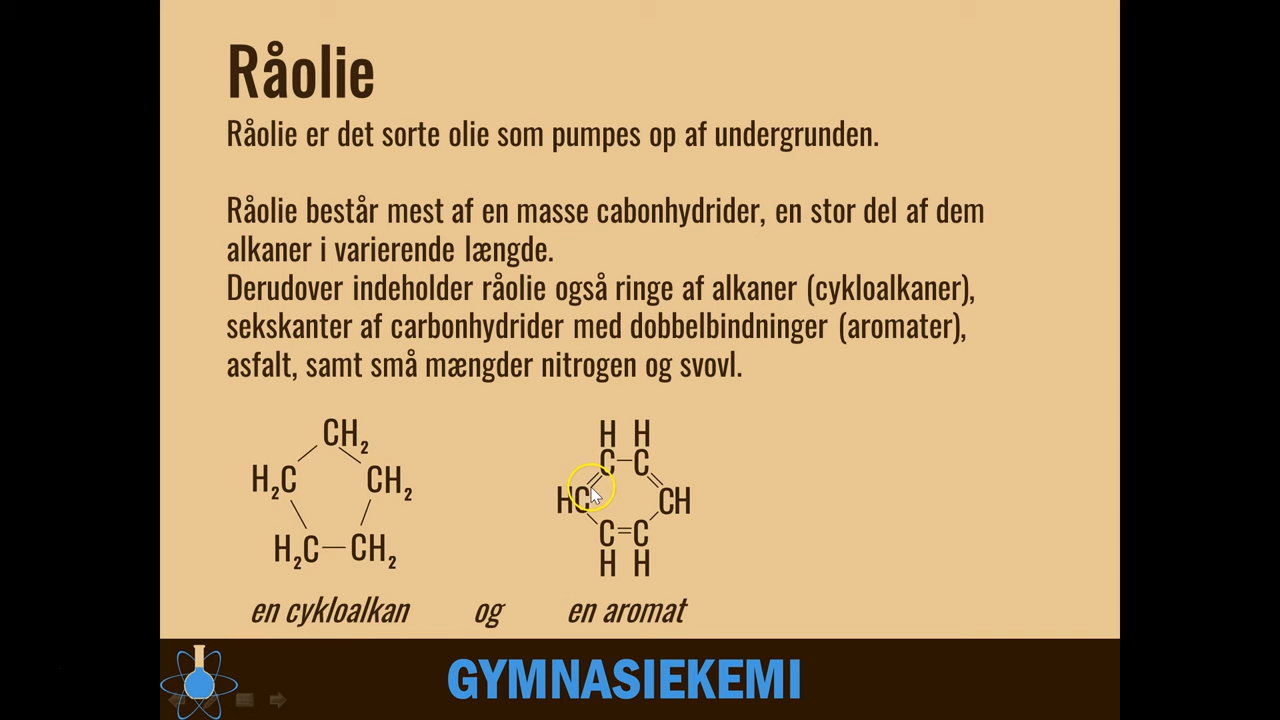 Råolie
Råolie er det sorte olie som pumpes op af undergrunden.
Råolie består mest af en masse cabonhydrider, en stor del af dem
alkaner i varierende længde.
Derudover indeholder råolie også ringe af alkaner (cykloalkaner),
sekskanter af carbonhydrider med dobbelbindninger (aromater),
asfalt, samt små mængder nitrogen og svovl.
CH₂
H₂C CH₂
H₂C CH₂
H H
C C
HC CH
C C
H H
en cykloalkan og en aromat
GYMNASIEKEMI